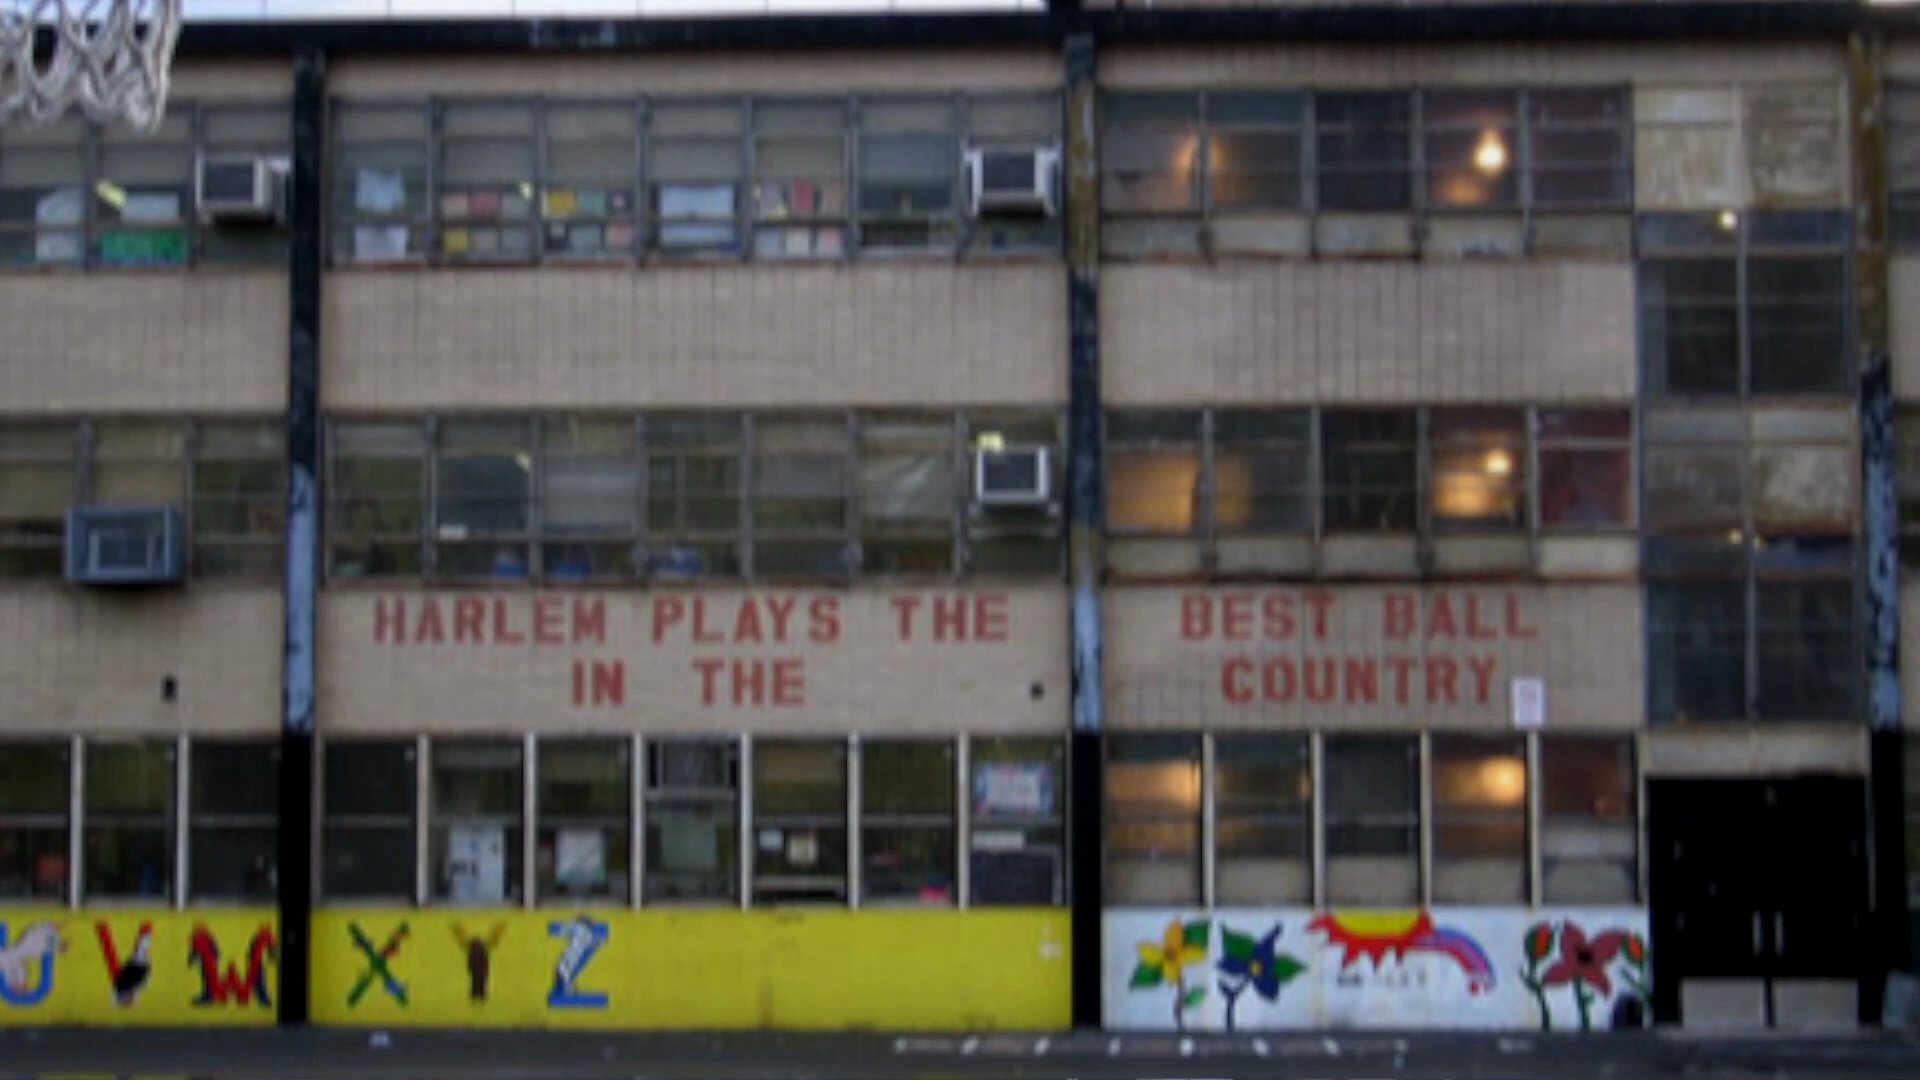 HARLEM PLAYS THE BEST BALL
IN THE COUNTRY
U V W X Y Z